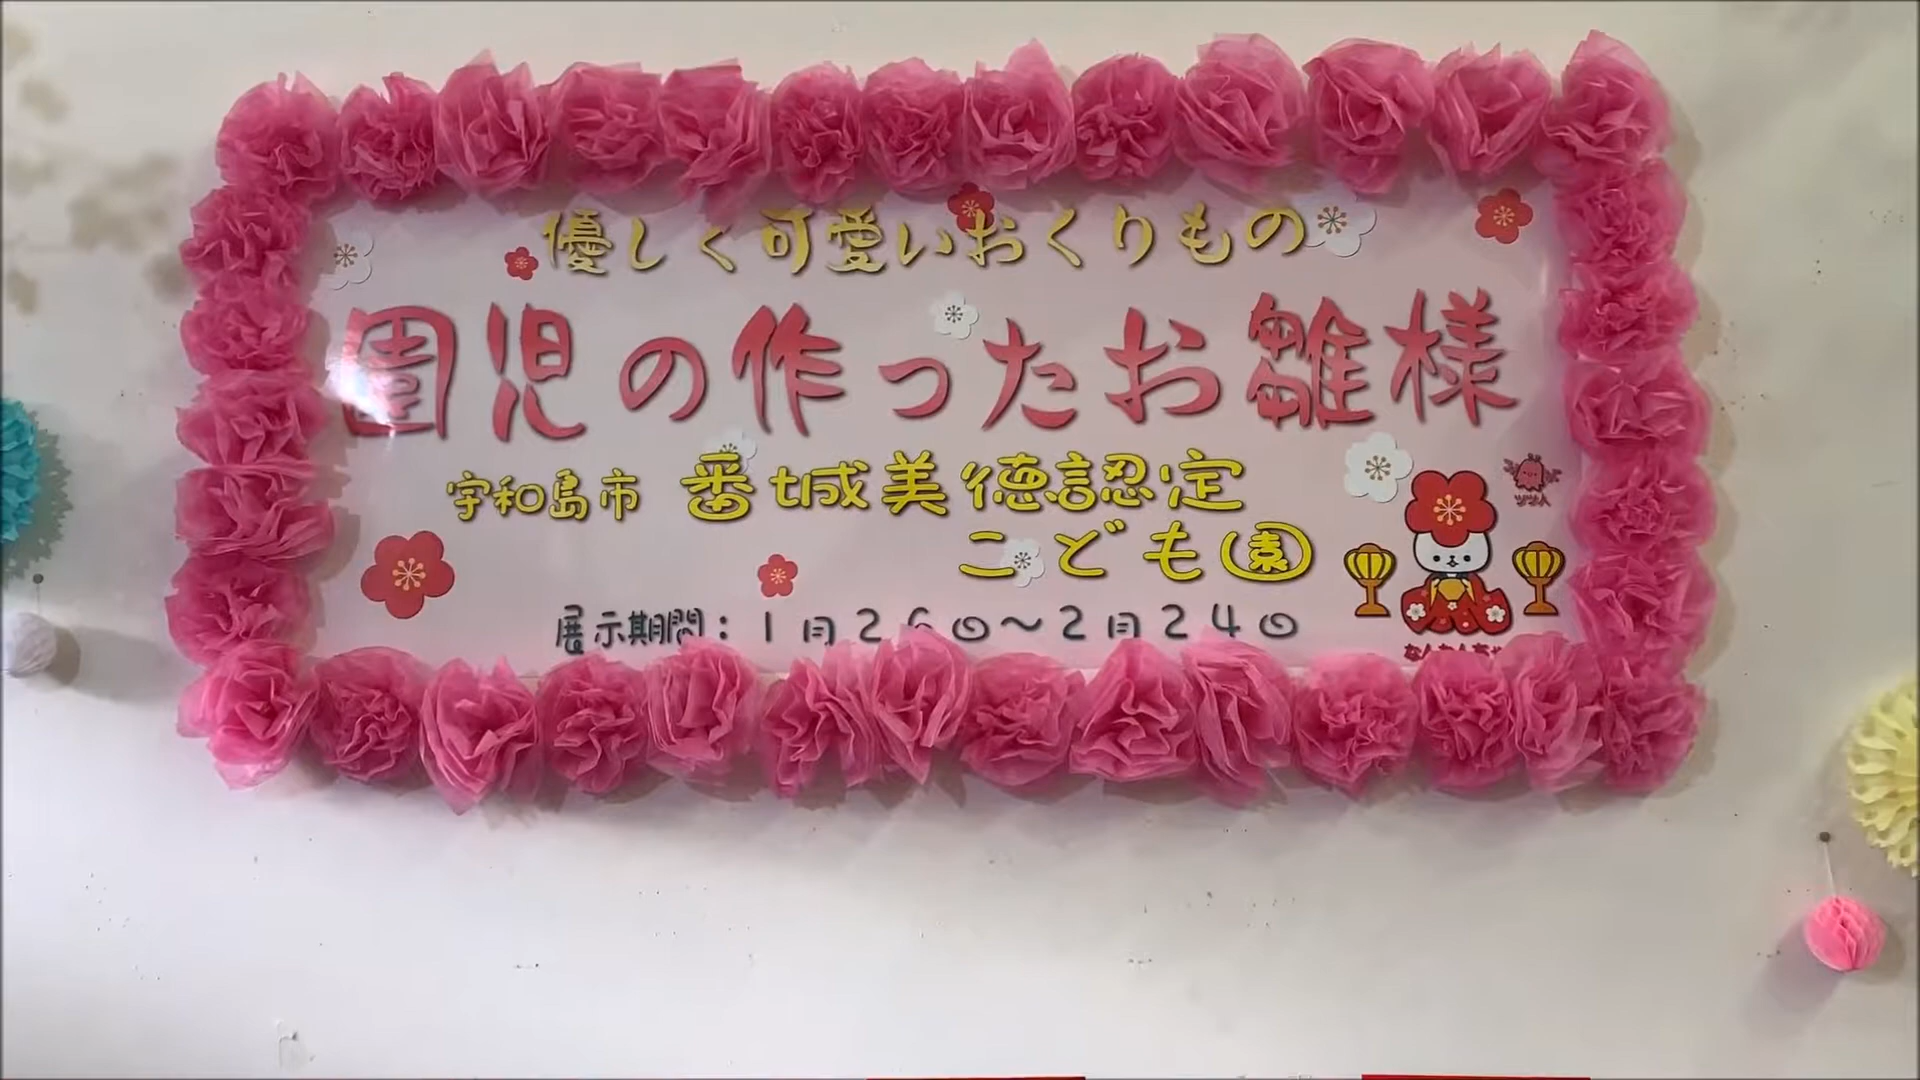 優しく可愛いおくりもの
園児の作ったお雛様
宇和島市 番城美徳認定
こども園
展示期間：1月26日～2月24日